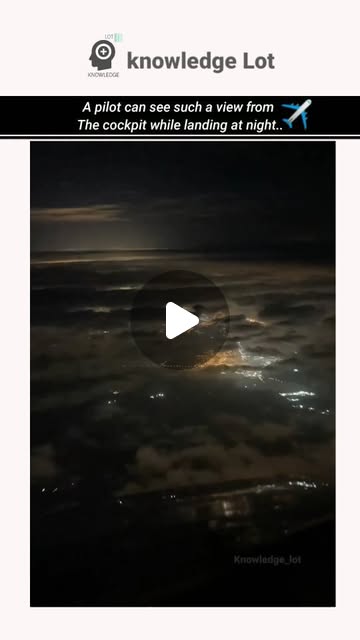 LOT
KNOWLEDGE
knowledge Lot
A pilot can see such a view from
The cockpit while landing at night..
Knowledge_lot